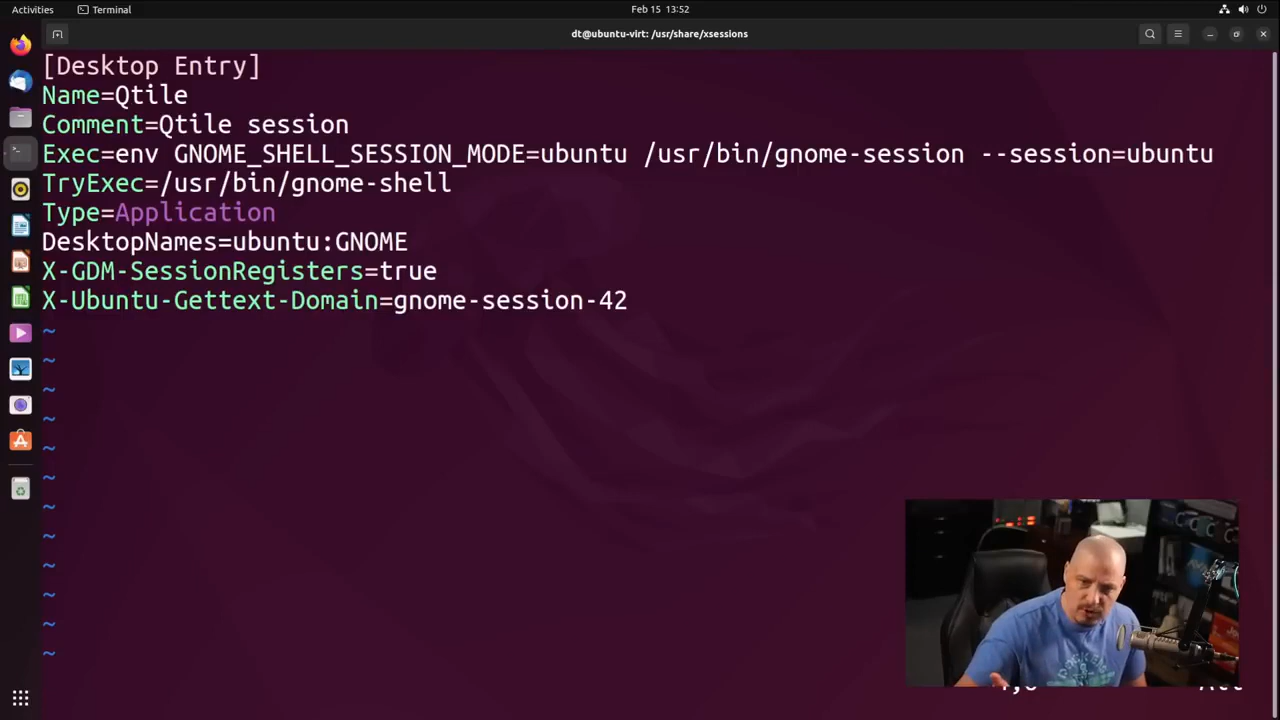 Activities
Terminal
Feb 15 13:52
dt@ubuntu-virt: /usr/share/xsessions
[Desktop Entry]
Name=Qtile
Comment=Qtile session
Exec=env GNOME_SHELL_SESSION_MODE=ubuntu /usr/bin/gnome-session --session=ubuntu
TryExec=/usr/bin/gnome-shell
Type=Application
DesktopNames=ubuntu:GNOME
X-GDM-SessionRegisters=true
X-Ubuntu-Gettext-Domain=gnome-session-42
~
~
~
~
~
~
~
~
~
~
~
~